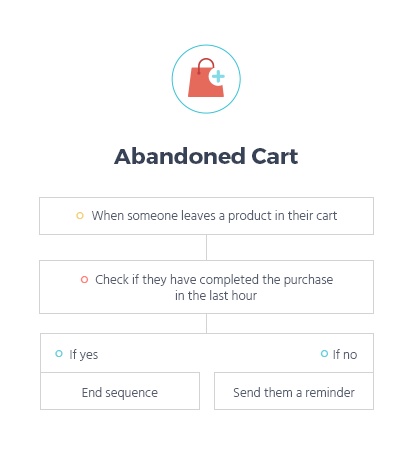 Abandoned Cart
When someone leaves a product in their cart
Check if they have completed the purchase
in the last hour
If yes
If no
End sequence
Send them a reminder